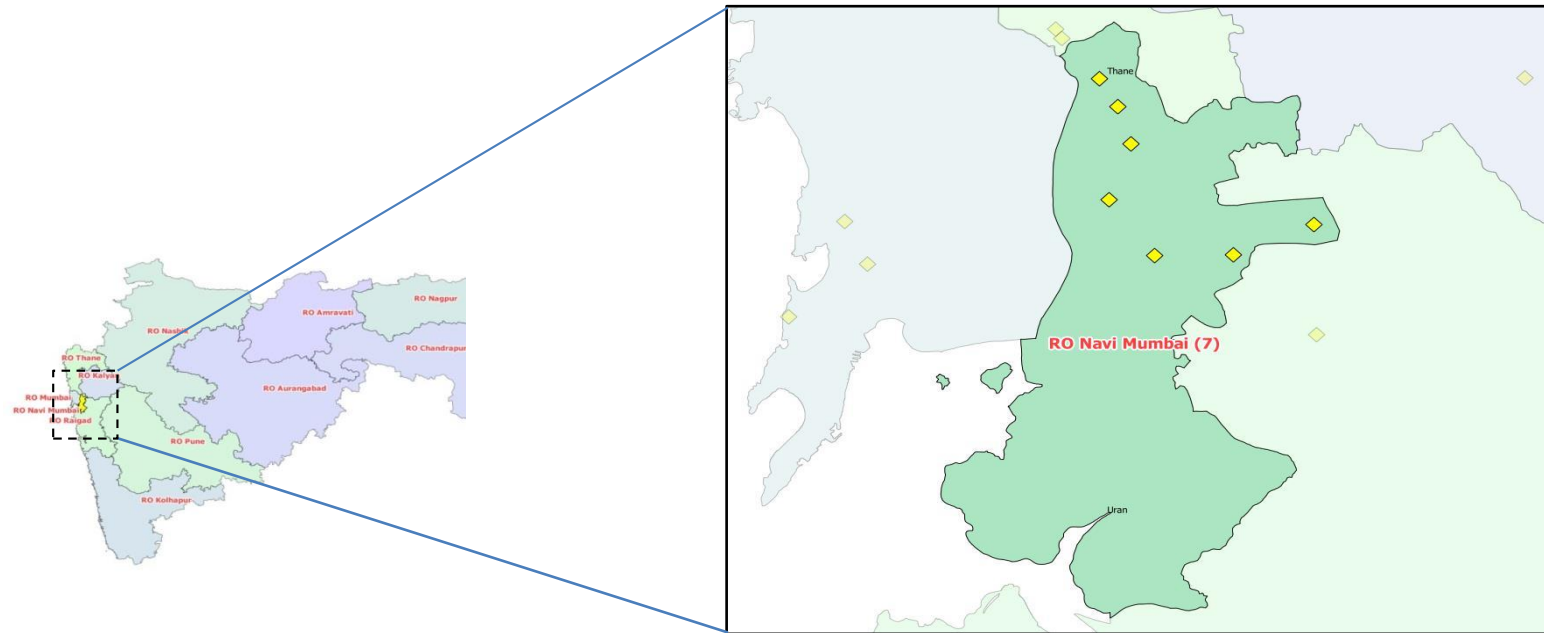 RO Nagpur
RO Amravati
RO Nashik
RO Chandrapur
RO Thane
RO Kalyan
RO Aurangabad
RO Mumbai
RO Navi Mumbai
RO Raigad
RO Pune
RO Kolhapur
Thane
RO Navi Mumbai (7)
Uran